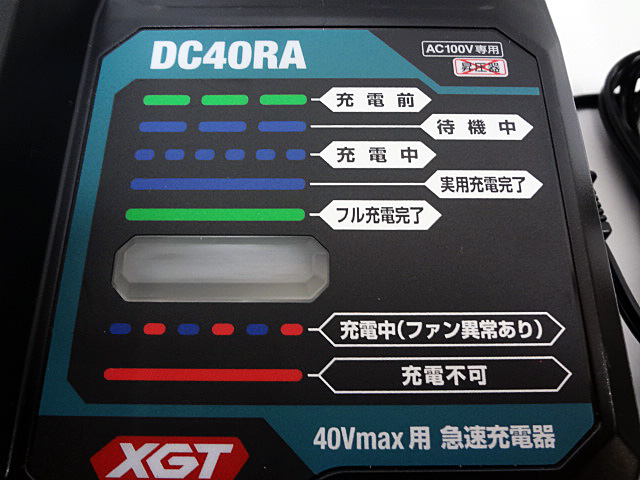 DC40RA
AC100V専用
昇圧器
充電前
待機中
充電中
実用充電完了
フル充電完了
充電中(ファン異常あり)
充電不可
40Vmax用 急速充電器
XGT